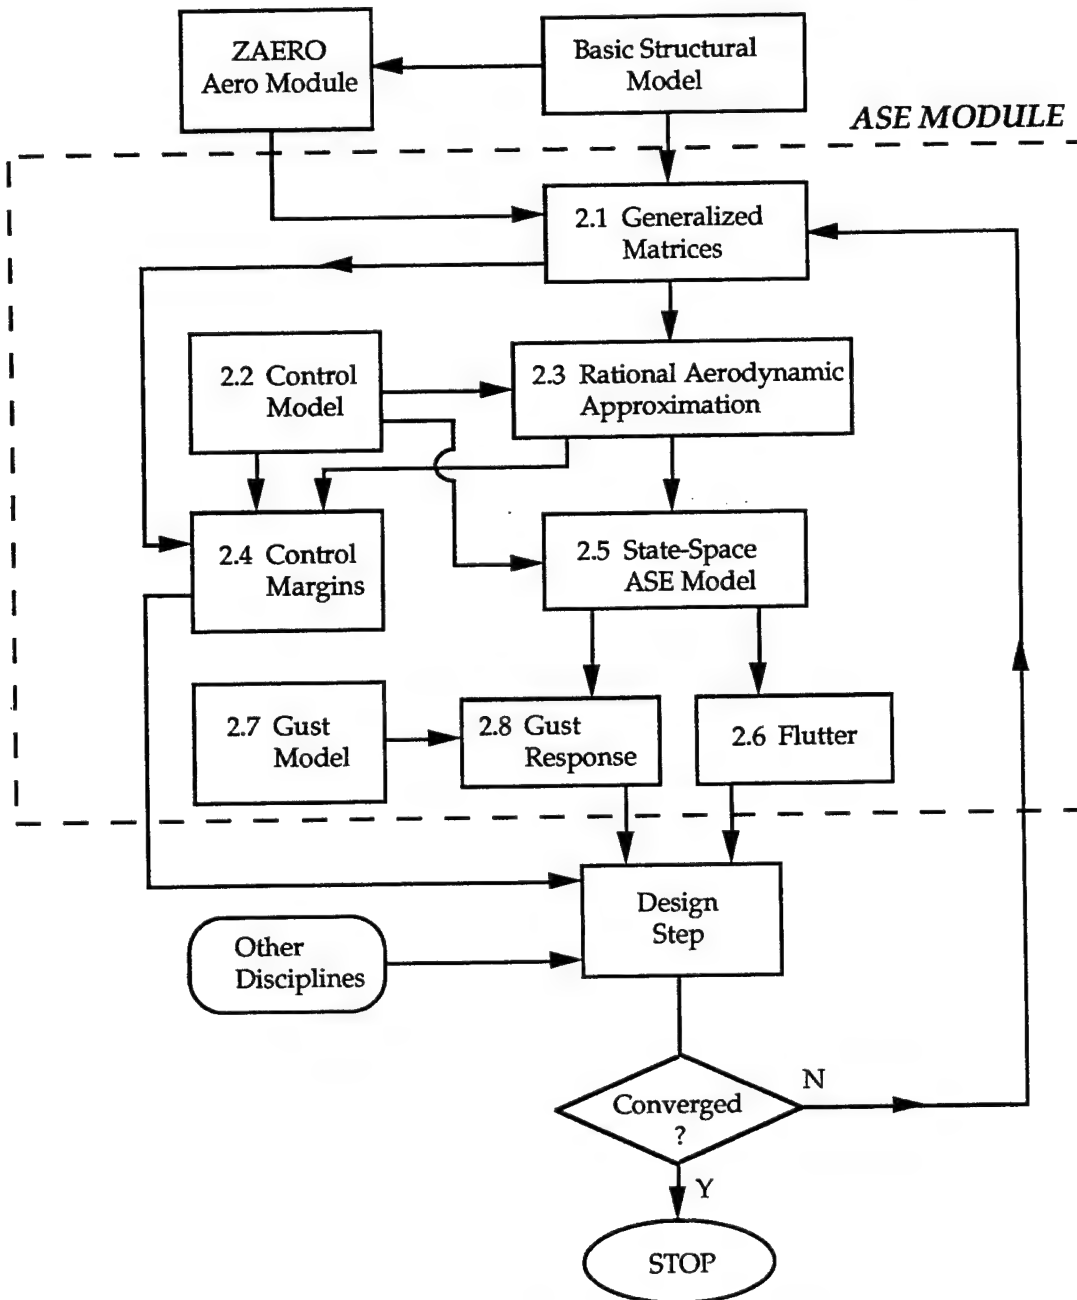 ZAERO
Aero Module
Basic Structural
Model
ASE MODULE
2.1 Generalized
Matrices
2.2 Control
Model
2.3 Rational Aerodynamic
Approximation
2.4 Control
Margins
2.5 State-Space
ASE Model
2.7 Gust
Model
2.8 Gust
Response
2.6 Flutter
Design
Step
Other
Disciplines
Converged
?
N
Y
STOP